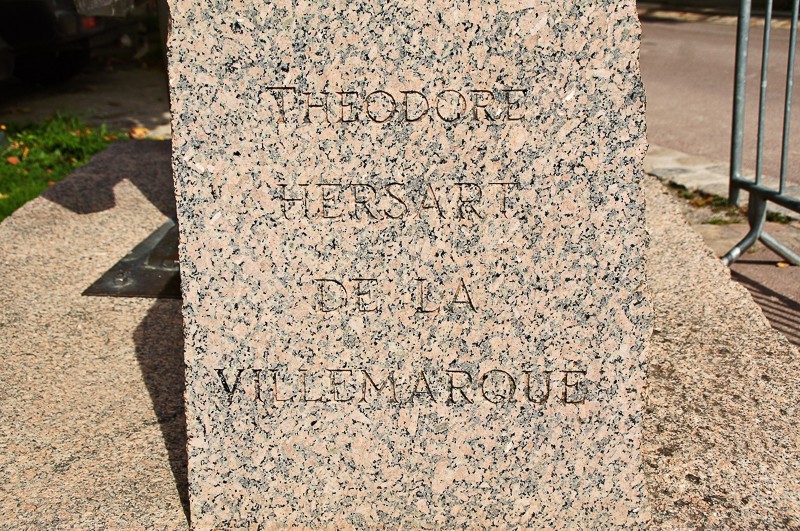 THEODORE
HERSART
DE LA
VILLEMARQUE